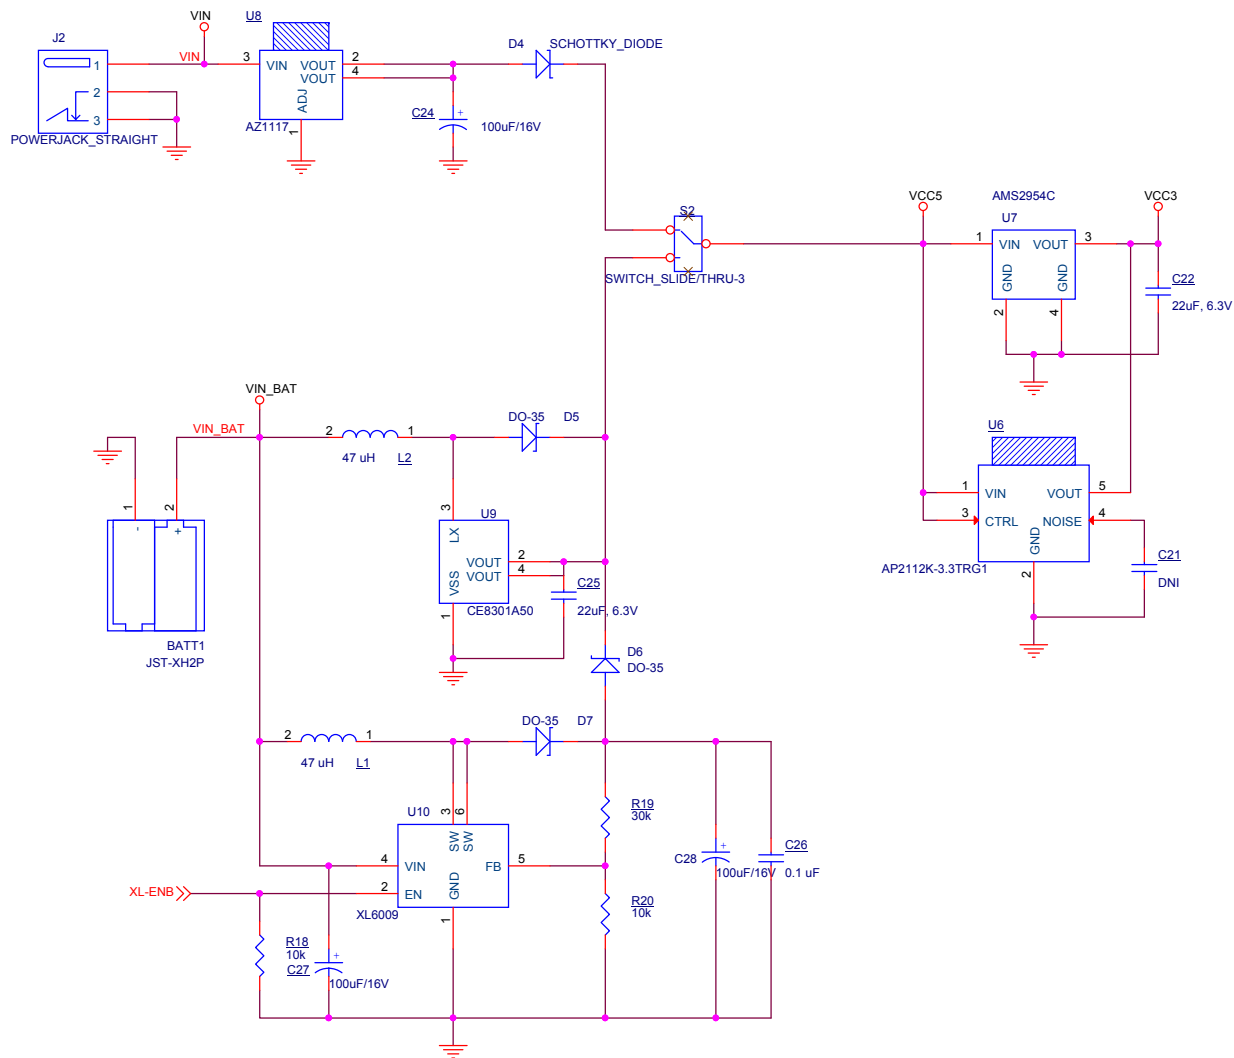 J2
VIN
U8
VIN
1
2
3
POWERJACK_STRAIGHT
3
VIN
VOUT
VOUT
ADJ
2
4
1
AZ1117
D4
SCHOTTKY_DIODE
C24
+
100uF/16V
S2
SWITCH_SLIDE/THRU-3
VCC5
AMS2954C
U7
VCC3
1
VIN
VOUT
3
GND
GND
2
4
C22
22uF, 6.3V
VIN_BAT
VIN_BAT
2
1
47 uH
L2
DO-35
D5
1
2
-
+
BATT1
JST-XH2P
3
U9
LX
VOUT
VOUT
VSS
2
4
1
CE8301A50
C25
22uF, 6.3V
U6
1
VIN
VOUT
5
3
CTRL
NOISE
4
GND
2
AP2112K-3.3TRG1
C21
DNI
D6
DO-35
2
1
47 uH
L1
DO-35
D7
U10
3
6
SW
SW
4
VIN
FB
5
2
EN
GND
1
XL6009
XL-ENB
R18
10k
C27
+
100uF/16V
R19
30k
R20
10k
C28
+
100uF/16V
C26
0.1 uF